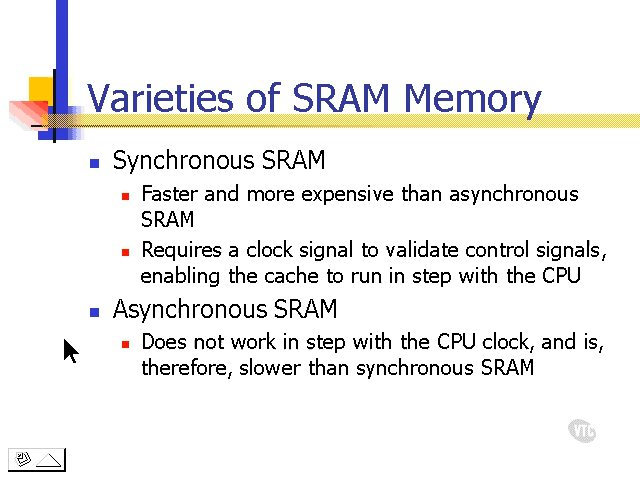 Varieties of SRAM Memory
Synchronous SRAM
Faster and more expensive than asynchronous
SRAM
Requires a clock signal to validate control signals,
enabling the cache to run in step with the CPU
Asynchronous SRAM
Does not work in step with the CPU clock, and is,
therefore, slower than synchronous SRAM
VTC